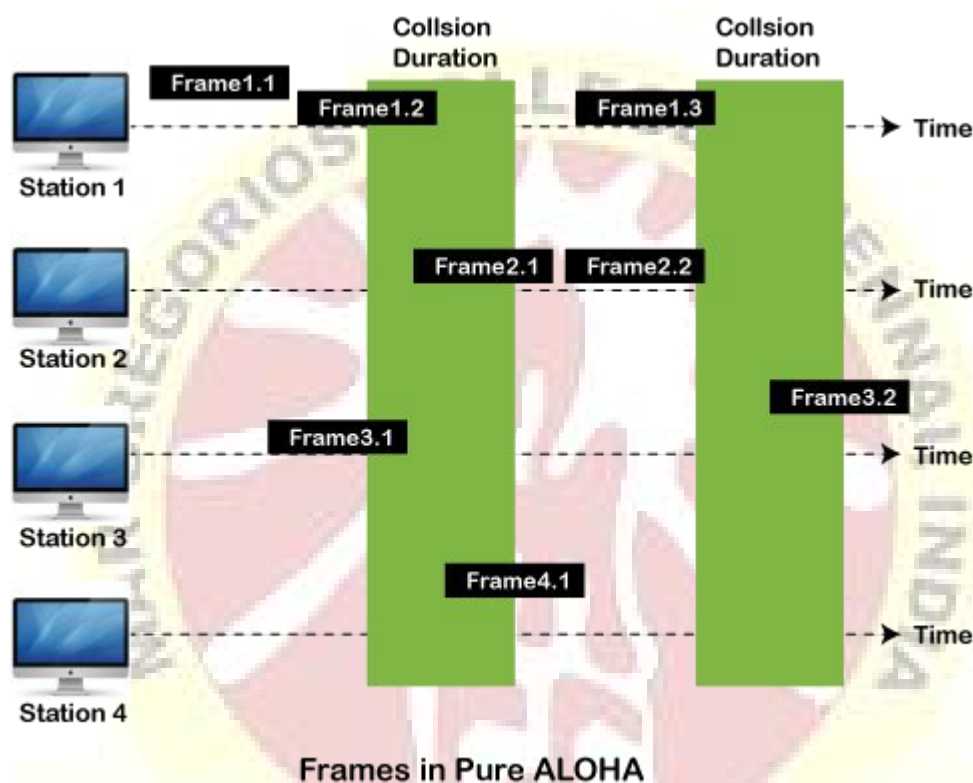 Collsion
Duration
Collsion
Duration
Frame1.1
Frame1.2
Frame1.3
Time
Station 1
Frame2.1
Frame2.2
Time
Station 2
Frame3.2
Frame3.1
Time
Station 3
Frame4.1
Time
Station 4
Frames in Pure ALOHA
INDIA